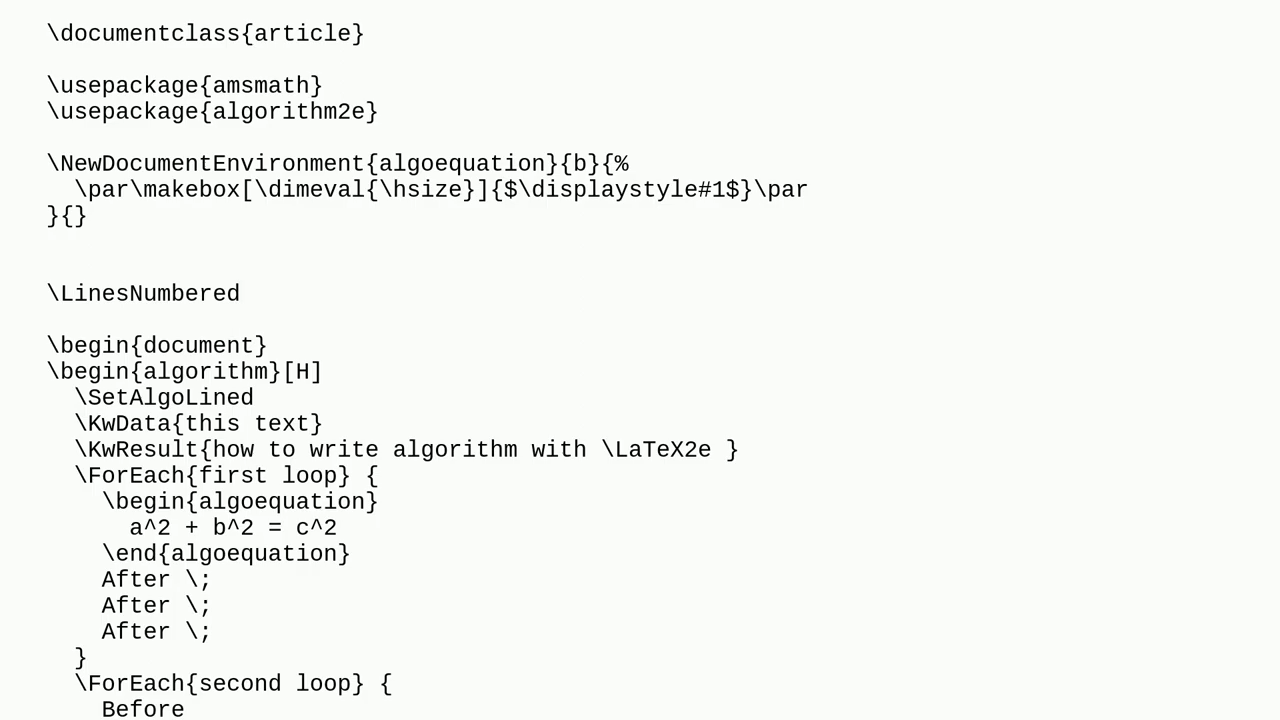 \documentclass{article}

\usepackage{amsmath}
\usepackage{algorithm2e}

\NewDocumentEnvironment{algoequation}{b}{%
  \par\makebox[\dimeval{\hsize}]{$\displaystyle#1$}\par
}{}


\LinesNumbered

\begin{document}
\begin{algorithm}[H]
  \SetAlgoLined
  \KwData{this text}
  \KwResult{how to write algorithm with \LaTeX2e }
  \ForEach{first loop} {
    \begin{algoequation}
      a^2 + b^2 = c^2
    \end{algoequation}
    After \;
    After \;
    After \;
  }
  \ForEach{second loop} {
    Before